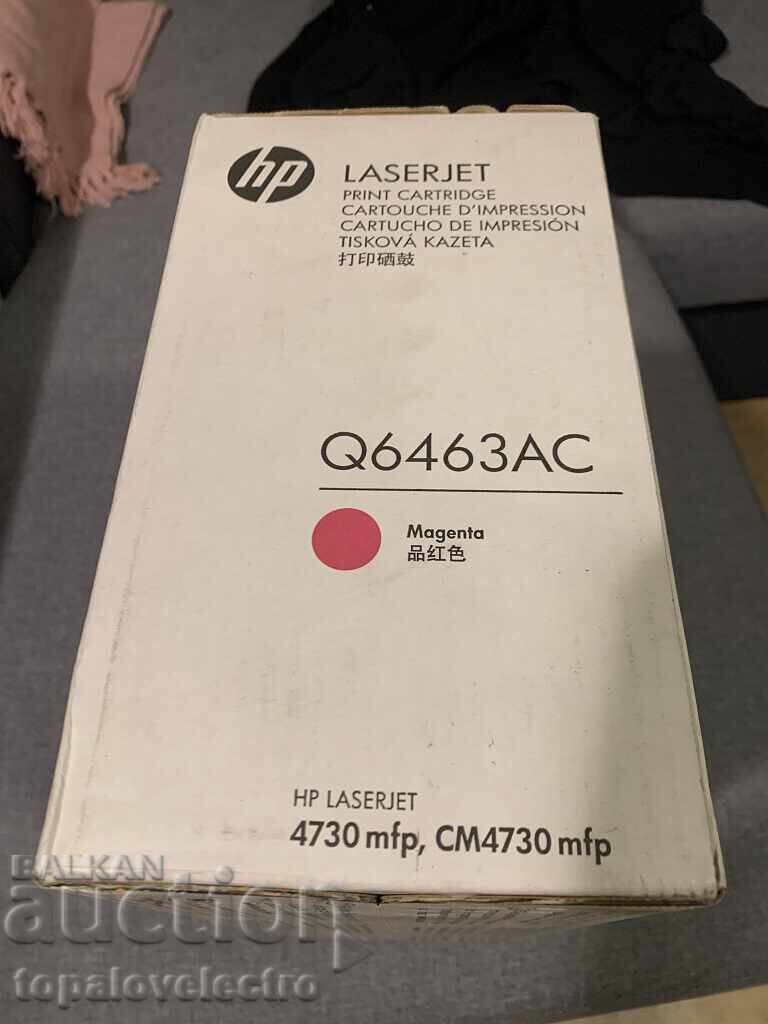 hp
LASERJET
PRINT CARTRIDGE
CARTOUCHE D'IMPRESSION
CARTUCHO DE IMPRESIÓN
TISKOVÁ KAZETA
打印硒鼓
Q6463AC
Magenta
品红色
HP LASERJET
4730 mfp, CM4730 mfp
BALKAN
auction
topalovelectro